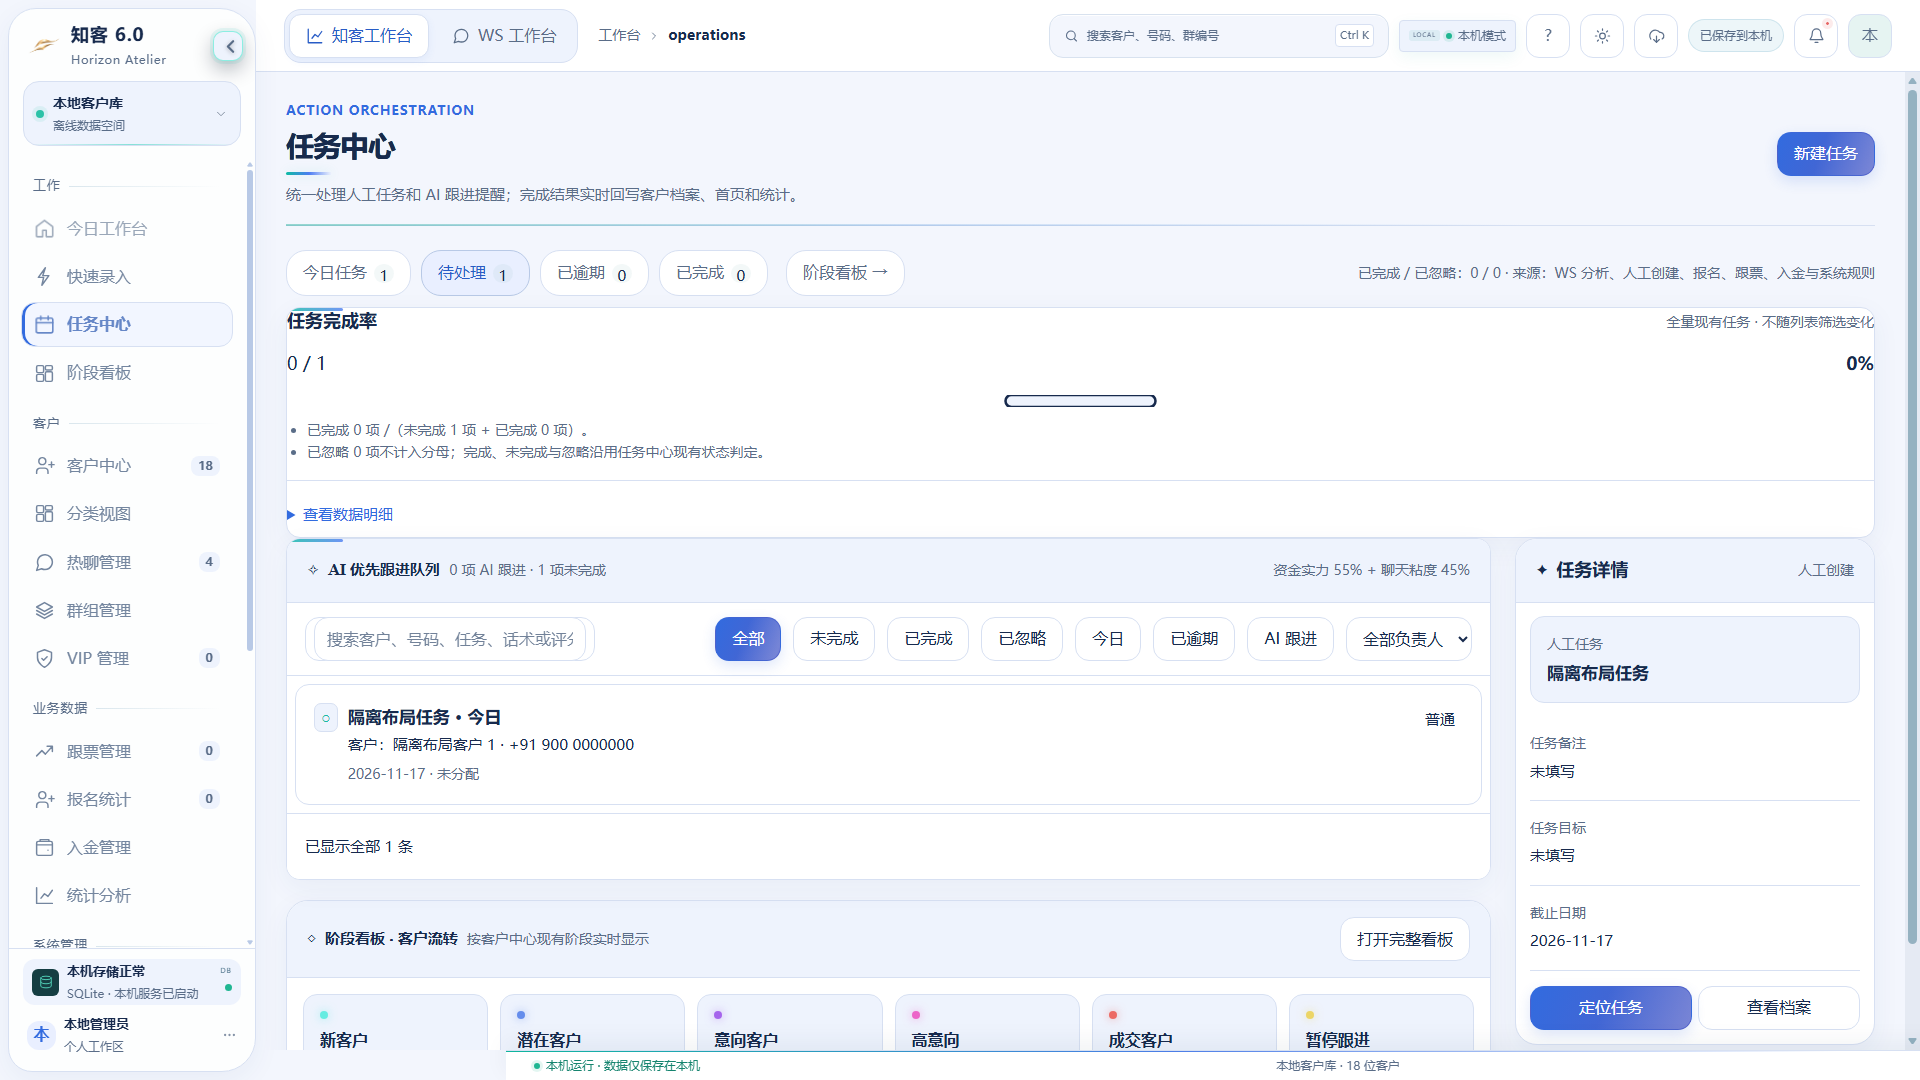 知客 6.0
Horizon Atelier
本地客户库
离线数据空间
工作
今日工作台
快速录入
任务中心
阶段看板
客户
客户中心 18
分类视图
热聊管理 4
群组管理
VIP 管理 0
业务数据
跟票管理 0
报名统计 0
入金管理
统计分析
系统管理
本机存储正常 DB
SQLite · 本机服务已启动
本 本地管理员
个人工作区
知客工作台 WS 工作台 工作台 › operations
搜索客户、号码、群编号 Ctrl K
LOCAL 本机模式
?
已保存到本机
本
ACTION ORCHESTRATION
任务中心
统一处理人工任务和 AI 跟进提醒；完成结果实时回写客户档案、首页和统计。
新建任务
今日任务 1 待处理 1 已逾期 0 已完成 0 阶段看板 →
已完成 / 已忽略：0 / 0 · 来源：WS 分析、人工创建、报名、跟票、入金与系统规则
任务完成率
全量现有任务 · 不随列表筛选变化
0 / 1
0%
• 已完成 0 项 /（未完成 1 项 + 已完成 0 项）。
• 已忽略 0 项不计入分母；完成、未完成与忽略沿用任务中心现有状态判定。
▶ 查看数据明细
AI 优先跟进队列 0 项 AI 跟进 · 1 项未完成
资金实力 55% + 聊天粘度 45%
搜索客户、号码、任务、话术或评
全部 未完成 已完成 已忽略 今日 已逾期 AI 跟进 全部负责人
隔离布局任务 • 今日
普通
客户：隔离布局客户 1 · +91 900 0000000
2026-11-17 · 未分配
已显示全部 1 条
阶段看板 · 客户流转 按客户中心现有阶段实时显示
打开完整看板
新客户
潜在客户
意向客户
高意向
成交客户
暂停跟进
任务详情
人工创建
人工任务
隔离布局任务
任务备注
未填写
任务目标
未填写
截止日期
2026-11-17
定位任务
查看档案
本机运行 · 数据仅保存在本机
本地客户库 · 18 位客户